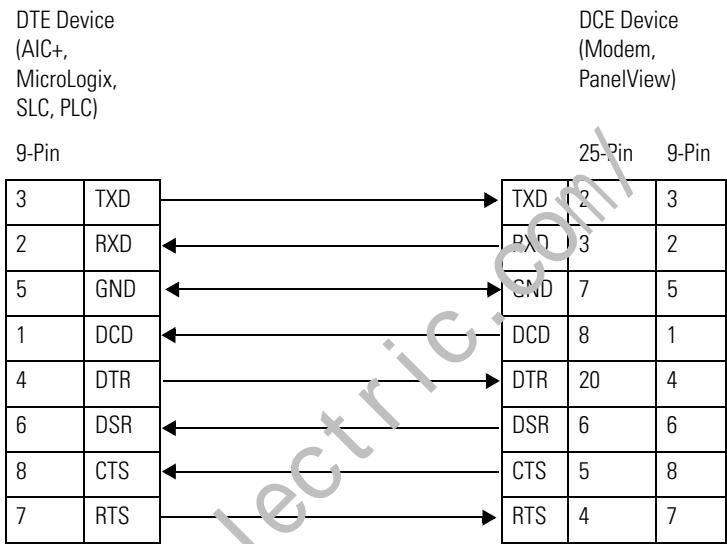 DTE Device
(AIC+,
MicroLogix,
SLC, PLC)
DCE Device
(Modem,
PanelView)
9-Pin
25-Pin 9-Pin
3 TXD TXD 2 3
2 RXD RXD 3 2
5 GND GND 7 5
1 DCD DCD 8 1
4 DTR DTR 20 4
6 DSR DSR 6 6
8 CTS CTS 5 8
7 RTS RTS 4 7
lectric.com/